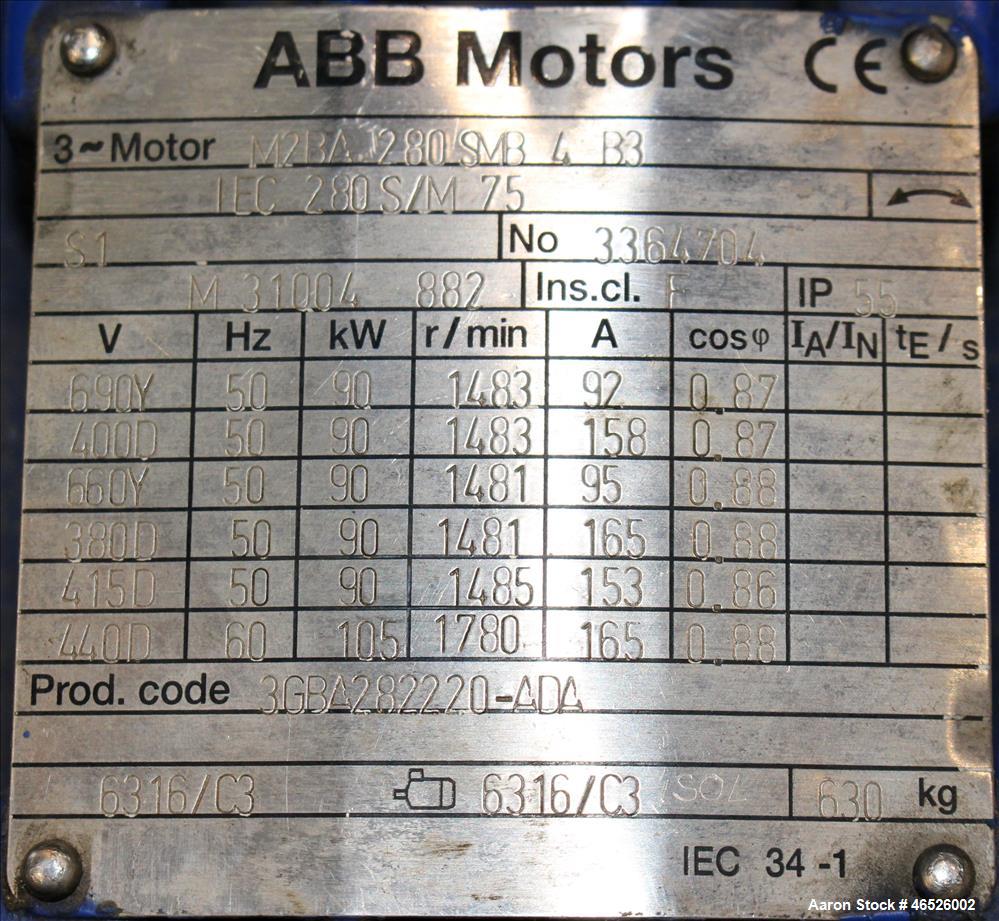 ABB Motors CE
3~Motor M2BA 280 SMB 4 B3
IEC 280 S/M 75
S1 No 3364704
M 31004 882 Ins.cl. F IP 55
V Hz kW r/min A cosφ IA/IN tE/s
690Y 50 90 1483 92 0.87
400D 50 90 1483 158 0.87
660Y 50 90 1481 95 0.88
380D 50 90 1481 165 0.88
415D 50 90 1485 153 0.86
440D 60 105 1780 165 0.88
Prod. code 3GBA282220-ADA
6316/C3 6316/C3 ISOL 630 kg
IEC 34-1
Aaron Stock # 46526002